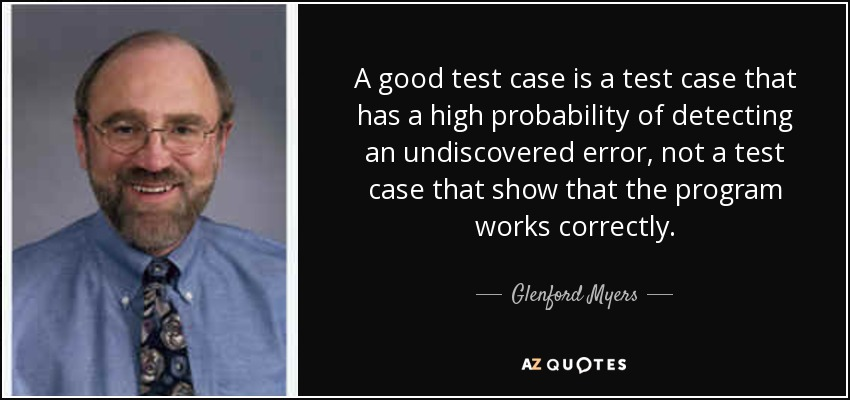 A good test case is a test case that
has a high probability of detecting
an undiscovered error, not a test
case that show that the program
works correctly.
Glenford Myers
AZ QUOTES